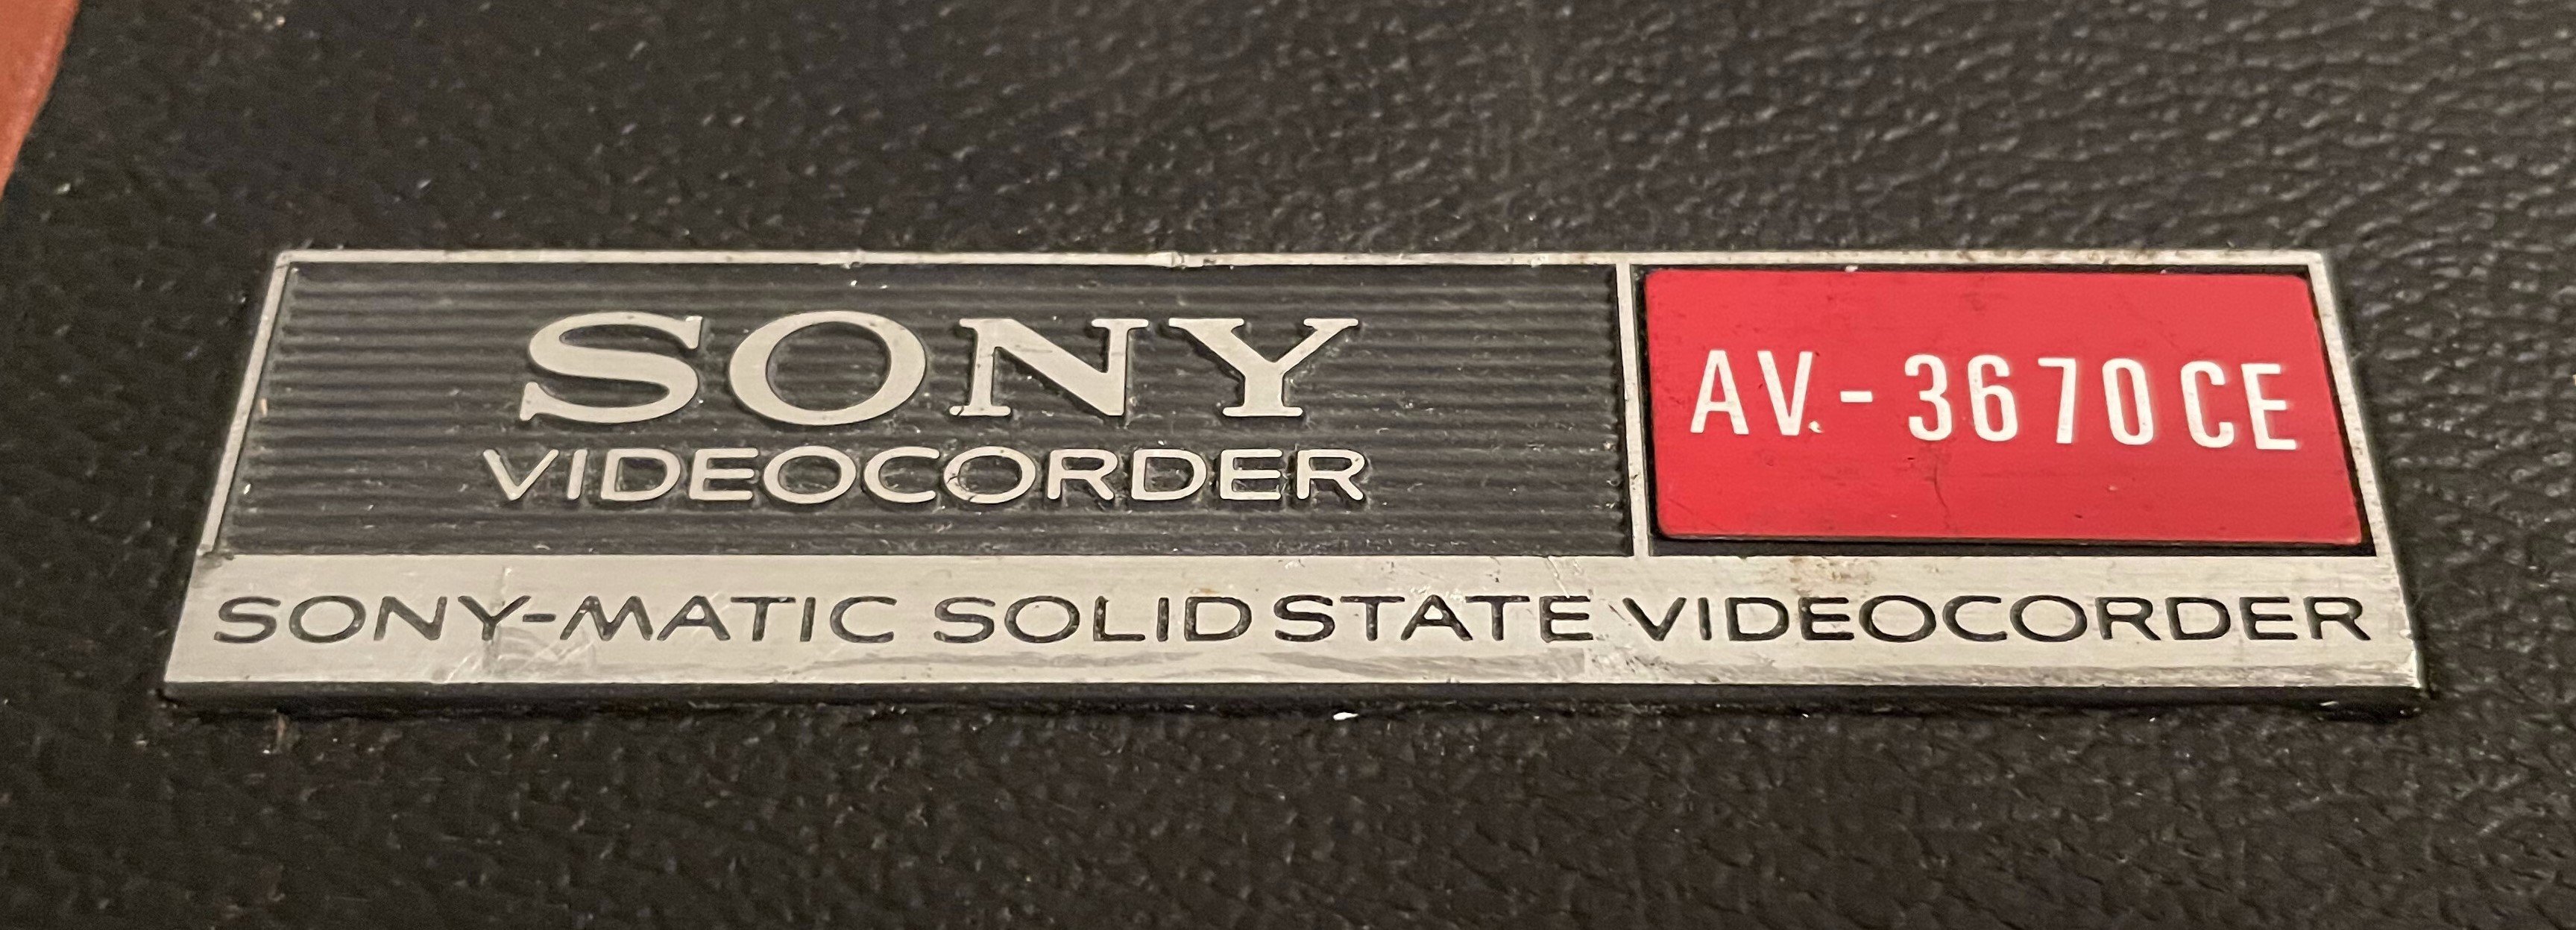 SONY
VIDEOCORDER
AV-3670CE
SONY-MATIC SOLID STATE VIDEOCORDER